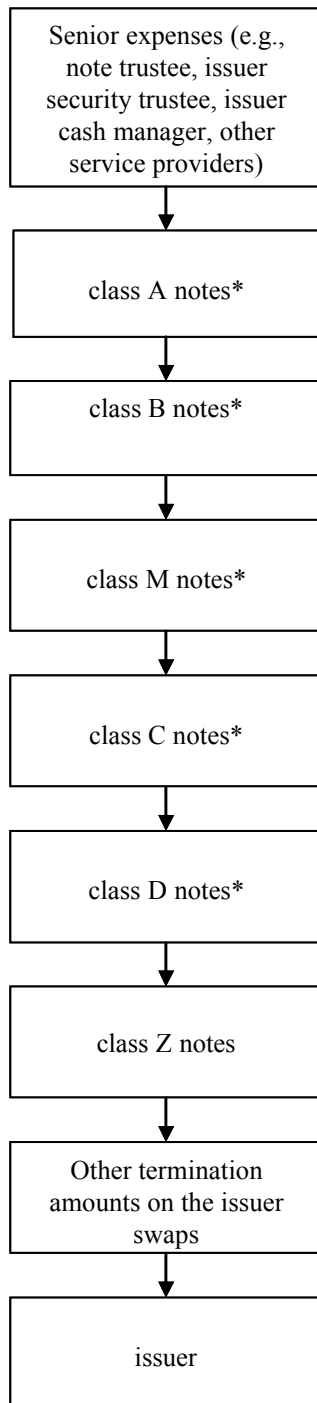 Senior expenses (e.g.,
note trustee, issuer
security trustee, issuer
cash manager, other
service providers)
class A notes*
class B notes*
class M notes*
class C notes*
class D notes*
class Z notes
Other termination
amounts on the issuer
swaps
issuer